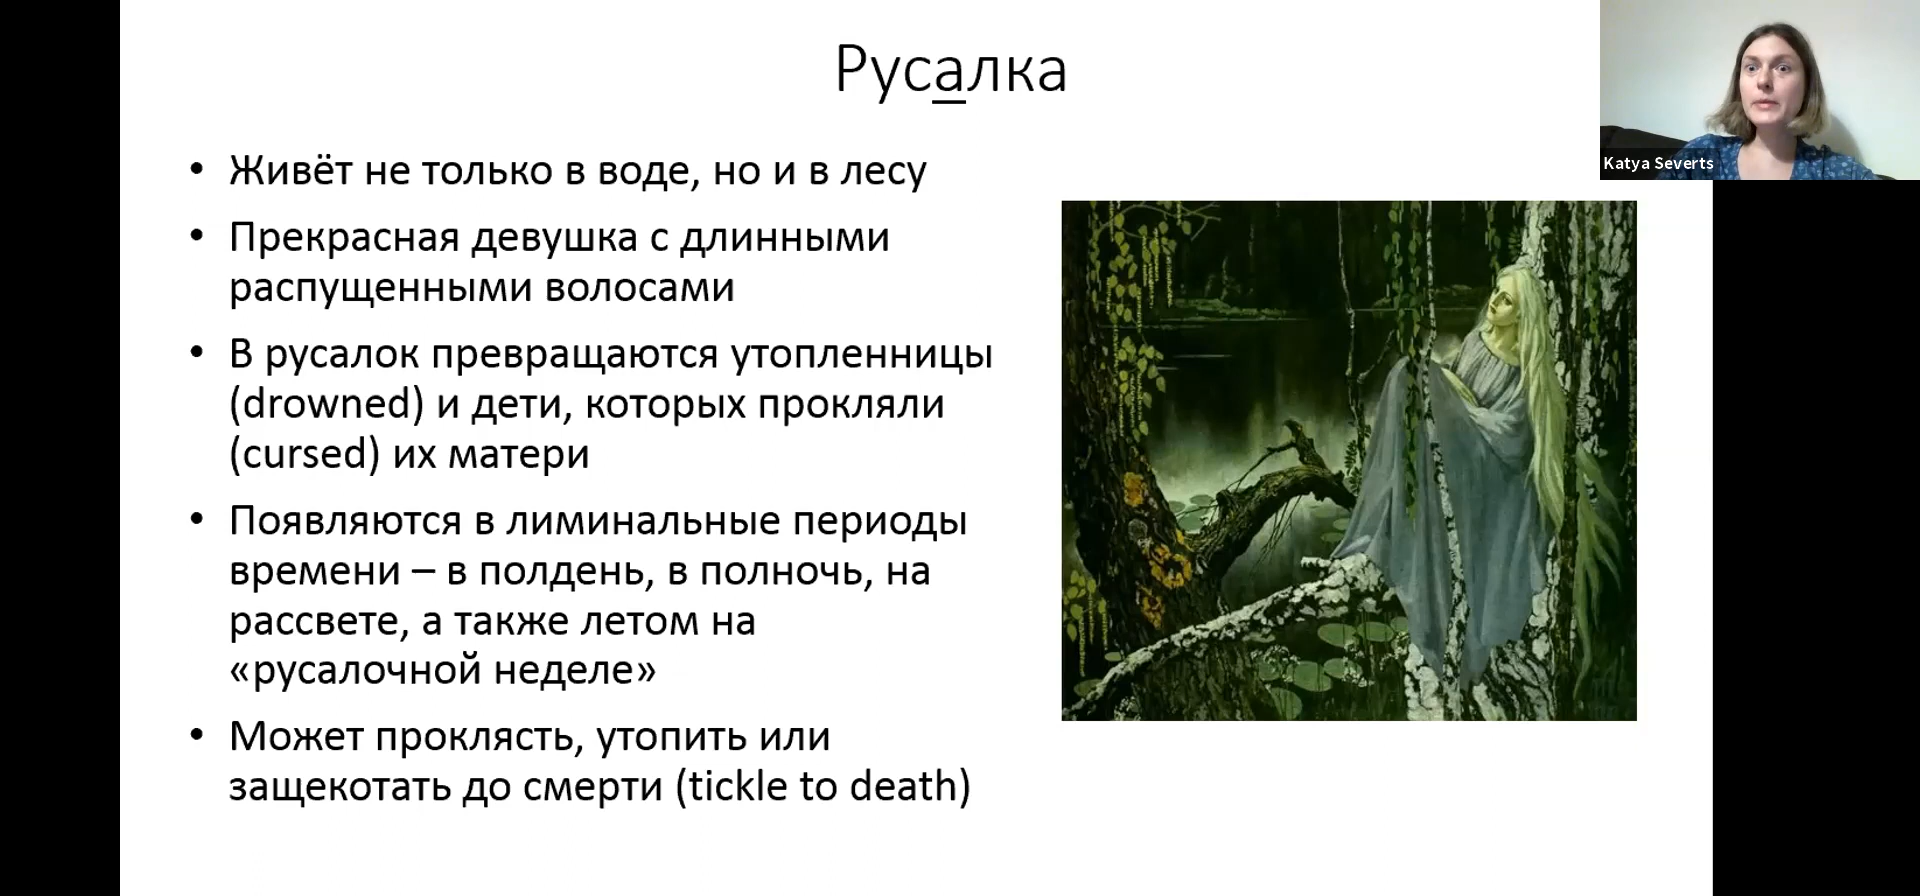 Русалка
Katya Severts
• Живёт не только в воде, но и в лесу
• Прекрасная девушка с длинными
распущенными волосами
• В русалок превращаются утопленницы
(drowned) и дети, которых прокляли
(cursed) их матери
• Появляются в лиминальные периоды
времени – в полдень, в полночь, на
рассвете, а также летом на
«русалочной неделе»
• Может проклясть, утопить или
защекотать до смерти (tickle to death)